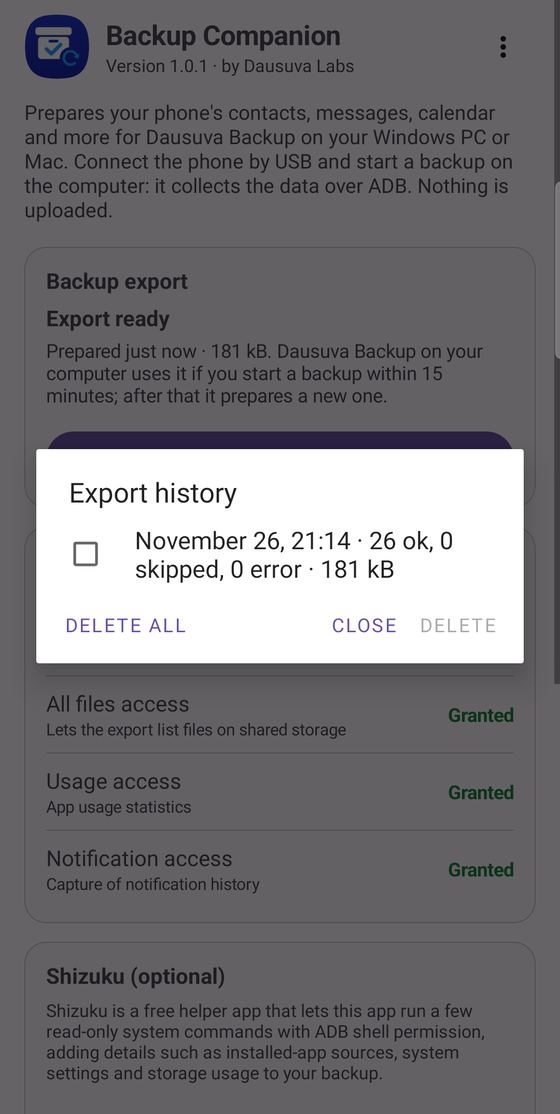 Backup Companion
Version 1.0.1 · by Dausuva Labs
Prepares your phone's contacts, messages, calendar
and more for Dausuva Backup on your Windows PC or
Mac. Connect the phone by USB and start a backup on
the computer: it collects the data over ADB. Nothing is
uploaded.
Backup export
Export ready
Prepared just now · 181 kB. Dausuva Backup on your
computer uses it if you start a backup within 15
minutes; after that it prepares a new one.
Export history
November 26, 21:14 · 26 ok, 0
skipped, 0 error · 181 kB
DELETE ALL CLOSE DELETE
All files access
Lets the export list files on shared storage
Granted
Usage access
App usage statistics
Granted
Notification access
Capture of notification history
Granted
Shizuku (optional)
Shizuku is a free helper app that lets this app run a few
read-only system commands with ADB shell permission,
adding details such as installed-app sources, system
settings and storage usage to your backup.